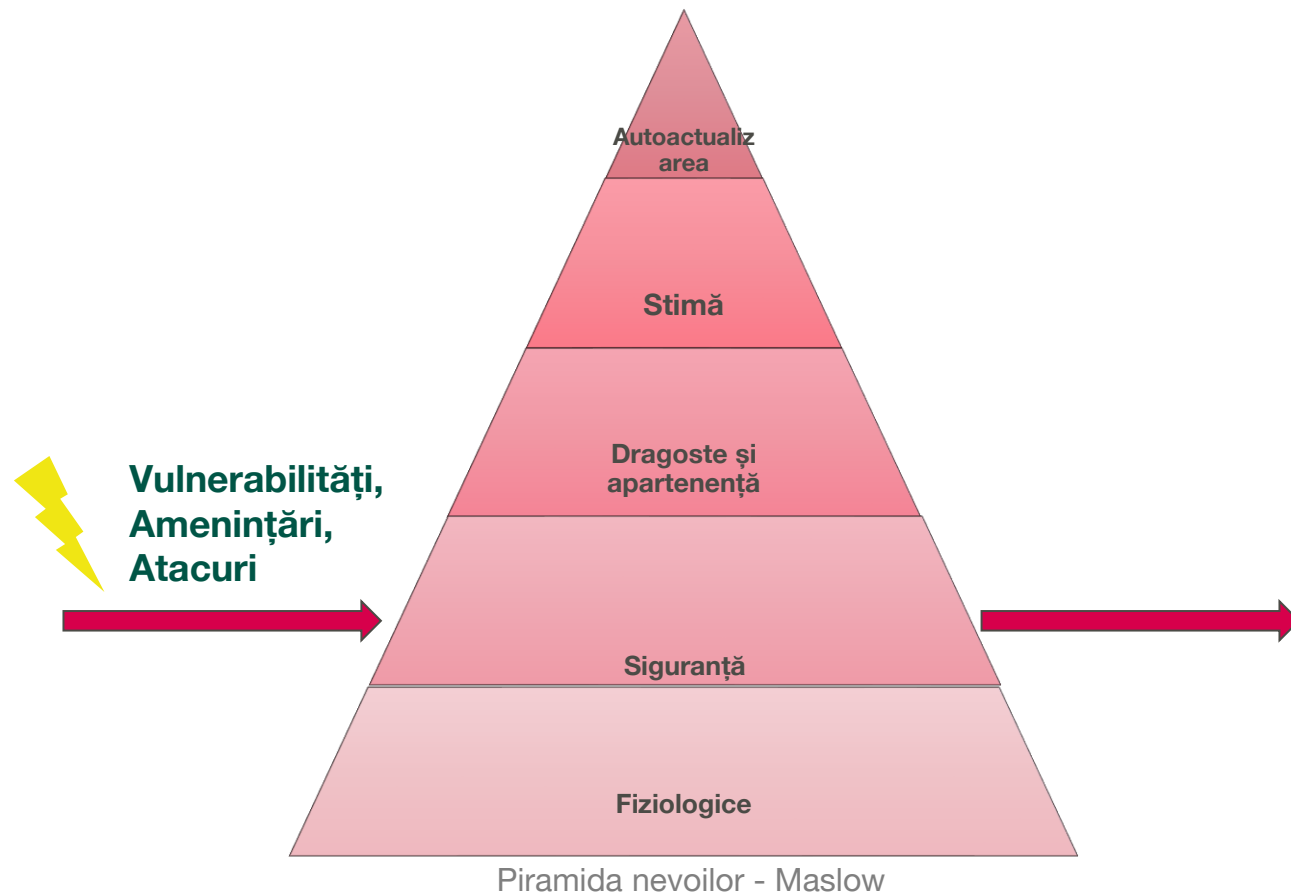 Autoactualiz
area
Stimă
Dragoste și
apartenență
Vulnerabilități,
Amenințări,
Atacuri
Siguranță
Fiziologice
Piramida nevoilor - Maslow